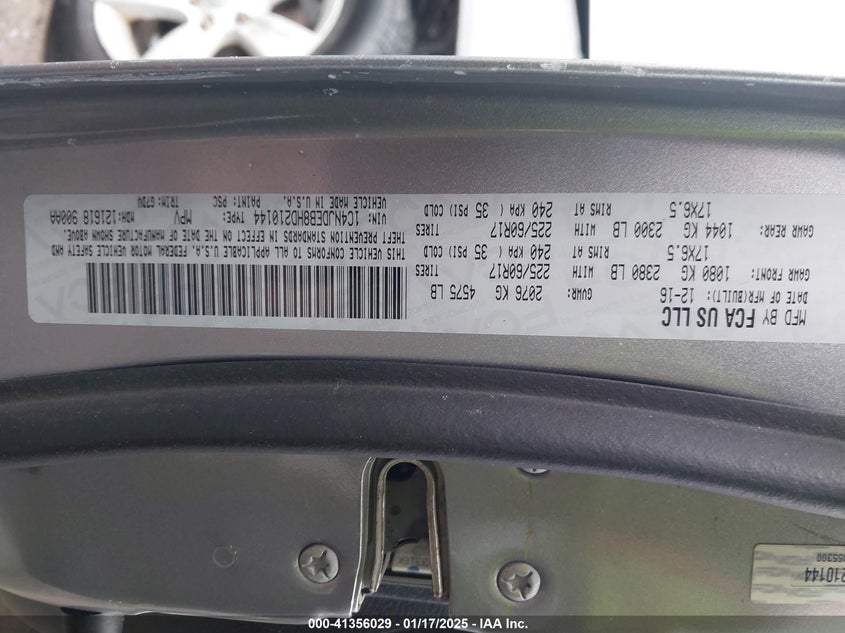 MFD BY FCA US LLC
DATE OF MFR(BUILT): 12-16 GVWR: 2076 KG 4575 LB
GAWR FRONT: 1080 KG 2380 LB WITH TIRES 225/60R17
17X6.5 RIMS AT 240 KPA ( 35 PSI) COLD
GAWR REAR: 1044 KG 2300 LB WITH TIRES 225/60R17
17X6.5 RIMS AT 240 KPA ( 35 PSI) COLD
THIS VEHICLE CONFORMS TO ALL APPLICABLE U.S.A. FEDERAL MOTOR VEHICLE SAFETY AND
THEFT PREVENTION STANDARDS IN EFFECT ON THE DATE OF MANUFACTURE SHOWN ABOVE.
VIN: 1C4NJDEB8HD210144 TYPE: MPV MDH:121618 900AA
VEHICLE MADE IN U.S.A. PAINT: PSC TRIM: GTDV
210144
000-41356029 — 01/17/2025 — IAA Inc.